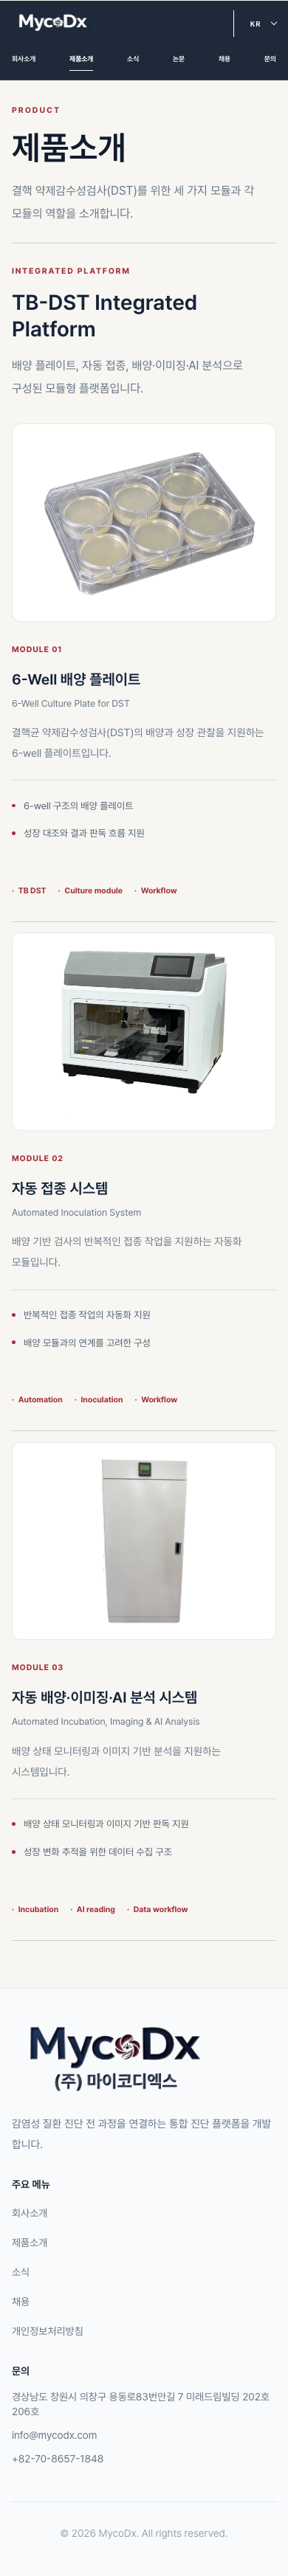 MycoDx
KR
회사소개 제품소개 소식 논문 채용 문의
PRODUCT
제품소개
결핵 약제감수성검사(DST)를 위한 세 가지 모듈과 각
모듈의 역할을 소개합니다.
INTEGRATED PLATFORM
TB-DST Integrated
Platform
배양 플레이트, 자동 접종, 배양·이미징·AI 분석으로
구성된 모듈형 플랫폼입니다.
MODULE 01
6-Well 배양 플레이트
6-Well Culture Plate for DST
결핵균 약제감수성검사(DST)의 배양과 성장 관찰을 지원하는
6-well 플레이트입니다.
6-well 구조의 배양 플레이트
성장 대조와 결과 판독 흐름 지원
· TB DST · Culture module · Workflow
MODULE 02
자동 접종 시스템
Automated Inoculation System
배양 기반 검사의 반복적인 접종 작업을 지원하는 자동화
모듈입니다.
반복적인 접종 작업의 자동화 지원
배양 모듈과의 연계를 고려한 구성
· Automation · Inoculation · Workflow
MODULE 03
자동 배양·이미징·AI 분석 시스템
Automated Incubation, Imaging & AI Analysis
배양 상태 모니터링과 이미지 기반 분석을 지원하는
시스템입니다.
배양 상태 모니터링과 이미지 기반 판독 지원
성장 변화 추적을 위한 데이터 수집 구조
· Incubation · AI reading · Data workflow
MycoDx
(주) 마이코디엑스
감염성 질환 진단 전 과정을 연결하는 통합 진단 플랫폼을 개발
합니다.
주요 메뉴
회사소개
제품소개
소식
채용
개인정보처리방침
문의
경상남도 창원시 의창구 용동로83번안길 7 미래드림빌딩 202호
206호
info@mycodx.com
+82-70-8657-1848
© 2026 MycoDx. All rights reserved.